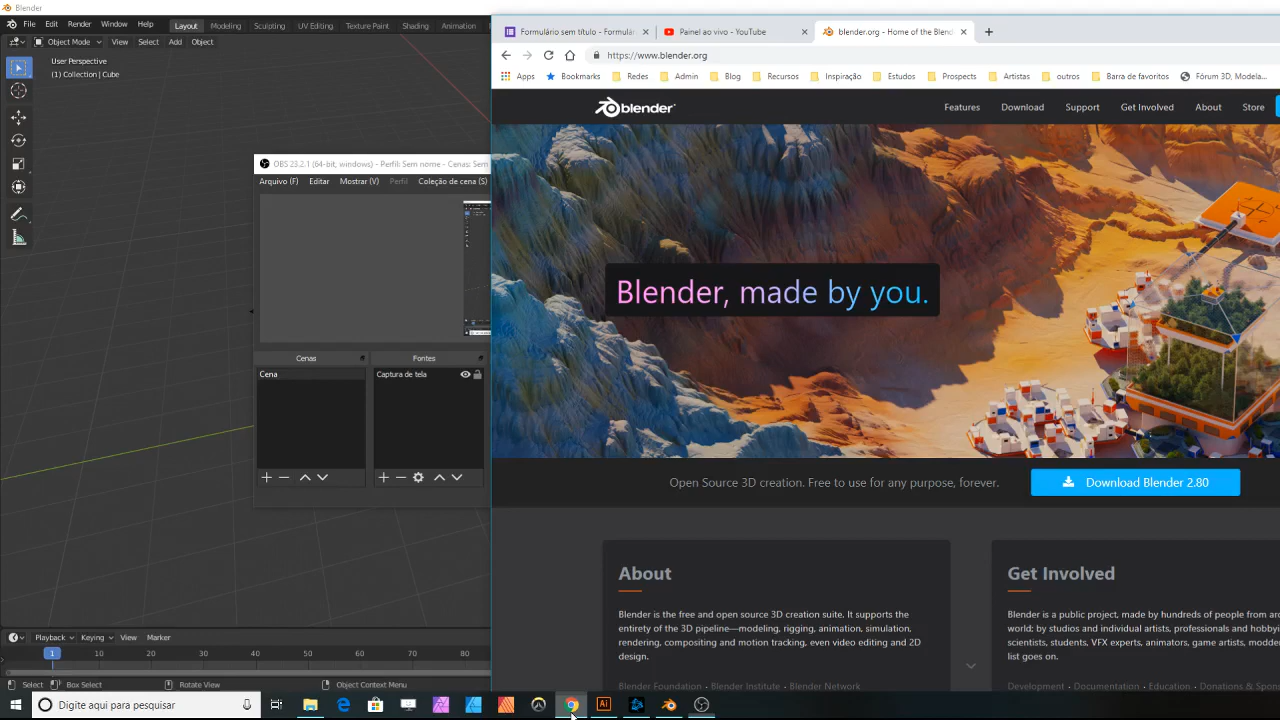 Blender
File Edit Render Window Help Layout Modeling Sculpting UV Editing Texture Paint Shading Animation
Object Mode View Select Add Object
User Perspective
(1) Collection | Cube
OBS 23.2.1 (64-bit, windows) - Perfil: Sem nome - Cenas: Sem
Arquivo (F) Editar Mostrar (V) Perfil Coleção de cena (S)
Cenas Fontes
Cena Captura de tela
Playback Keying View Marker
1 10 20 30 40 50 60 70 80
Select Box Select Rotate View Object Context Menu
Formulário sem título - Formulár Painel ao vivo - YouTube blender.org - Home of the Blend
https://www.blender.org
Apps Bookmarks Redes Admin Blog Recursos Inspiração Estudos Prospects Artistas outros Barra de favoritos Fórum 3D, Modela...
blender Features Download Support Get Involved About Store
Blender, made by you.
Open Source 3D creation. Free to use for any purpose, forever. Download Blender 2.80
About
Blender is the free and open source 3D creation suite. It supports the
entirety of the 3D pipeline—modeling, rigging, animation, simulation,
rendering, compositing and motion tracking, even video editing and 2D
design.
Blender Foundation · Blender Institute · Blender Network
Get Involved
Blender is a public project, made by hundreds of people from ar
world; by studios and individual artists, professionals and hobbyi
scientists, students, VFX experts, animators, game artists, modde
list goes on.
Development · Documentation · Education · Donations & Spons
Digite aqui para pesquisar
Ai